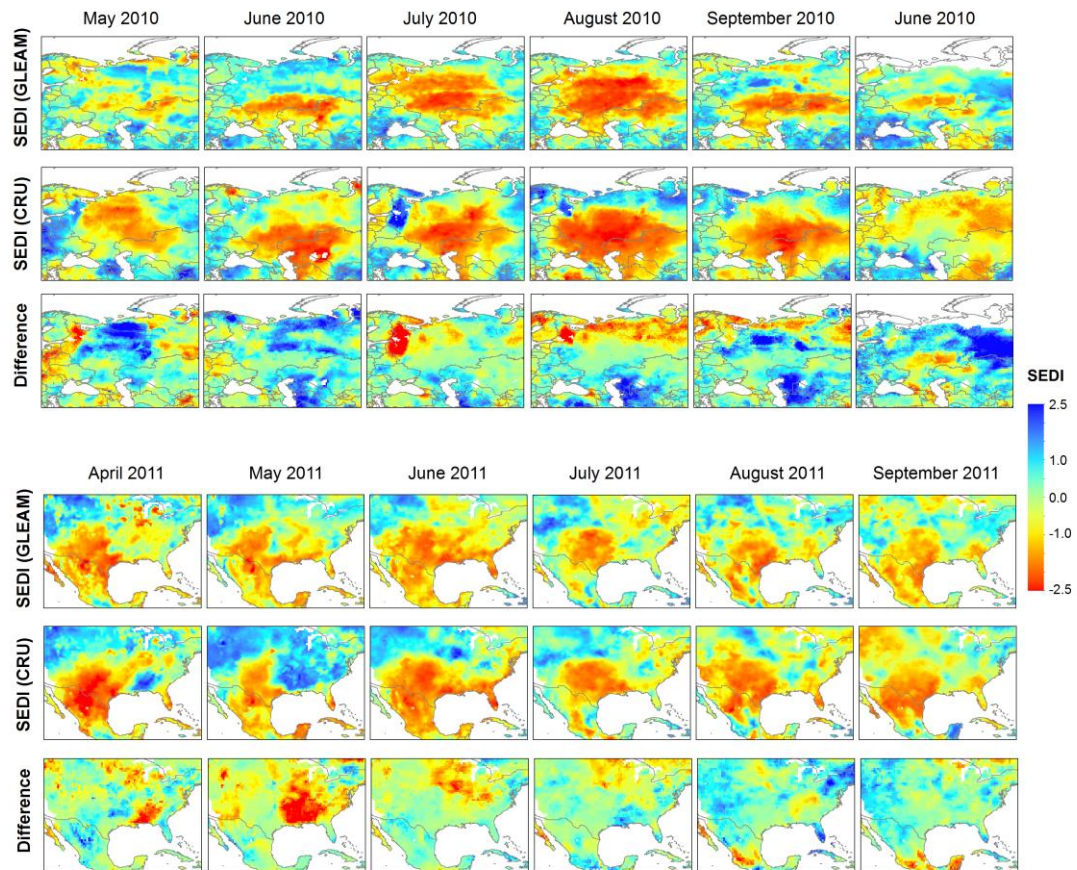 May 2010 June 2010 July 2010 August 2010 September 2010 June 2010
SEDI (GLEAM)
SEDI (CRU)
Difference
SEDI
2.5
1.0
0.0
-1.0
-2.5
April 2011 May 2011 June 2011 July 2011 August 2011 September 2011
SEDI (GLEAM)
SEDI (CRU)
Difference